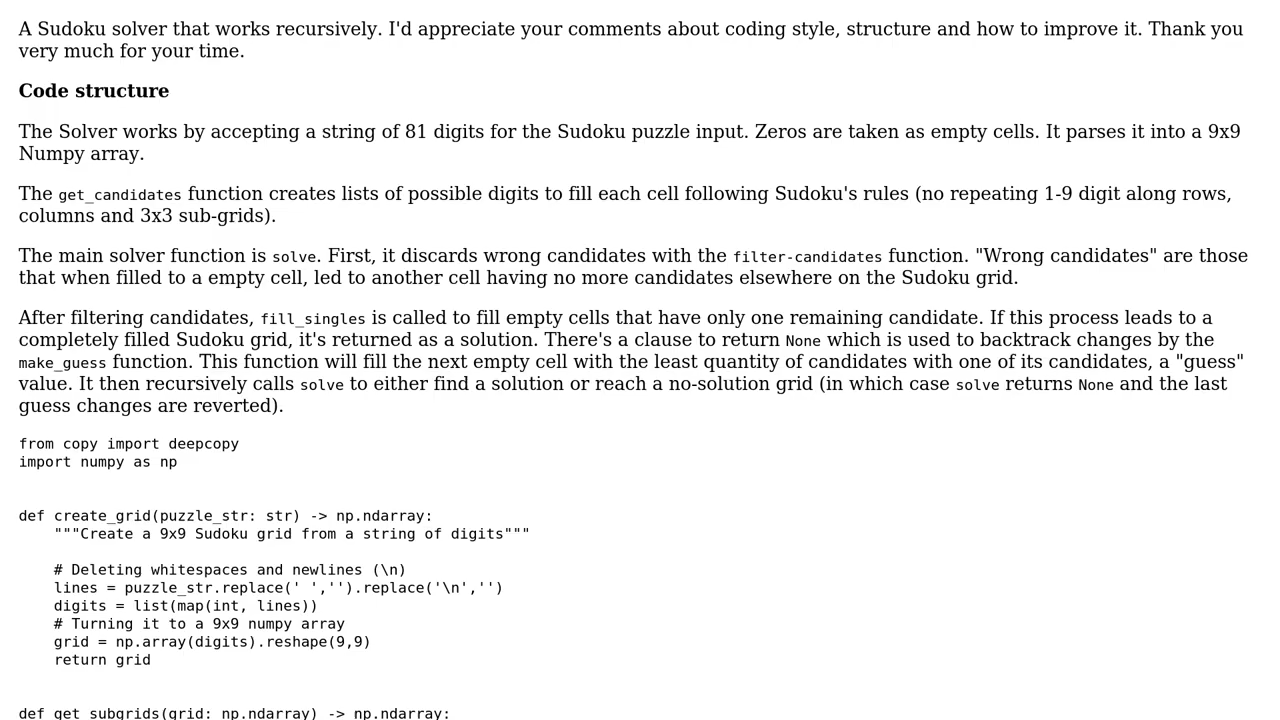 A Sudoku solver that works recursively. I'd appreciate your comments about coding style, structure and how to improve it. Thank you
very much for your time.
Code structure
The Solver works by accepting a string of 81 digits for the Sudoku puzzle input. Zeros are taken as empty cells. It parses it into a 9x9
Numpy array.
The get_candidates function creates lists of possible digits to fill each cell following Sudoku's rules (no repeating 1-9 digit along rows,
columns and 3x3 sub-grids).
The main solver function is solve. First, it discards wrong candidates with the filter-candidates function. "Wrong candidates" are those
that when filled to a empty cell, led to another cell having no more candidates elsewhere on the Sudoku grid.
After filtering candidates, fill_singles is called to fill empty cells that have only one remaining candidate. If this process leads to a
completely filled Sudoku grid, it's returned as a solution. There's a clause to return None which is used to backtrack changes by the
make_guess function. This function will fill the next empty cell with the least quantity of candidates with one of its candidates, a "guess"
value. It then recursively calls solve to either find a solution or reach a no-solution grid (in which case solve returns None and the last
guess changes are reverted).
from copy import deepcopy
import numpy as np
def create_grid(puzzle_str: str) -> np.ndarray:
    """Create a 9x9 Sudoku grid from a string of digits"""
    # Deleting whitespaces and newlines (\n)
    lines = puzzle_str.replace(' ','').replace('\n','')
    digits = list(map(int, lines))
    # Turning it to a 9x9 numpy array
    grid = np.array(digits).reshape(9,9)
    return grid
def get_subgrids(grid: np.ndarray) -> np.ndarray: